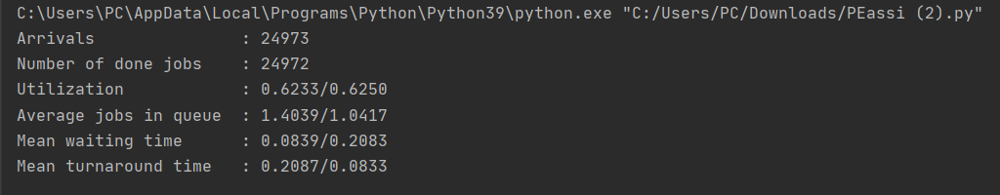 C:\Users\PC\AppData\Local\Programs\Python\Python39\python.exe "C:/Users/PC/Downloads/PEassi (2).py"
Arrivals : 24973
Number of done jobs : 24972
Utilization : 0.6233/0.6250
Average jobs in queue : 1.4039/1.0417
Mean waiting time : 0.0839/0.2083
Mean turnaround time : 0.2087/0.0833